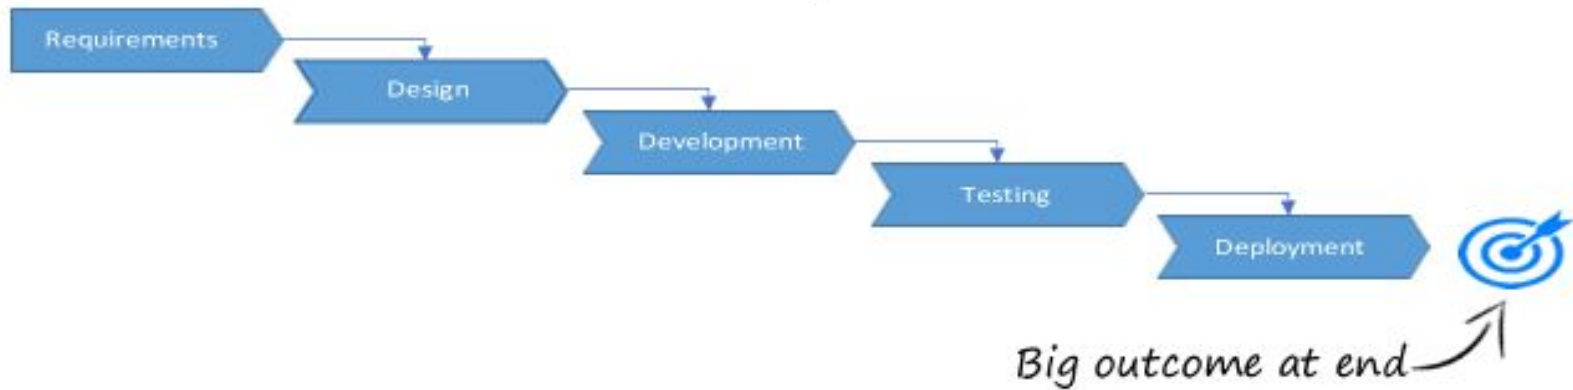 Requirements
Design
Development
Testing
Deployment
Big outcome at end